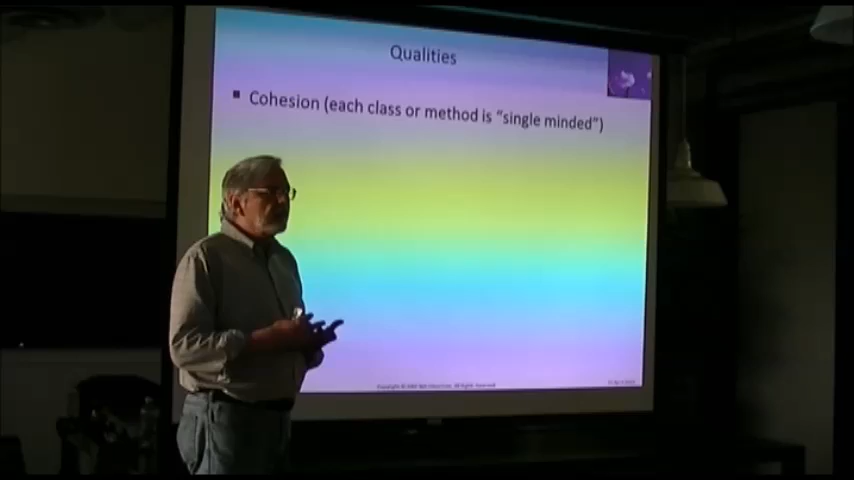 Qualities
▪ Cohesion (each class or method is “single minded”)